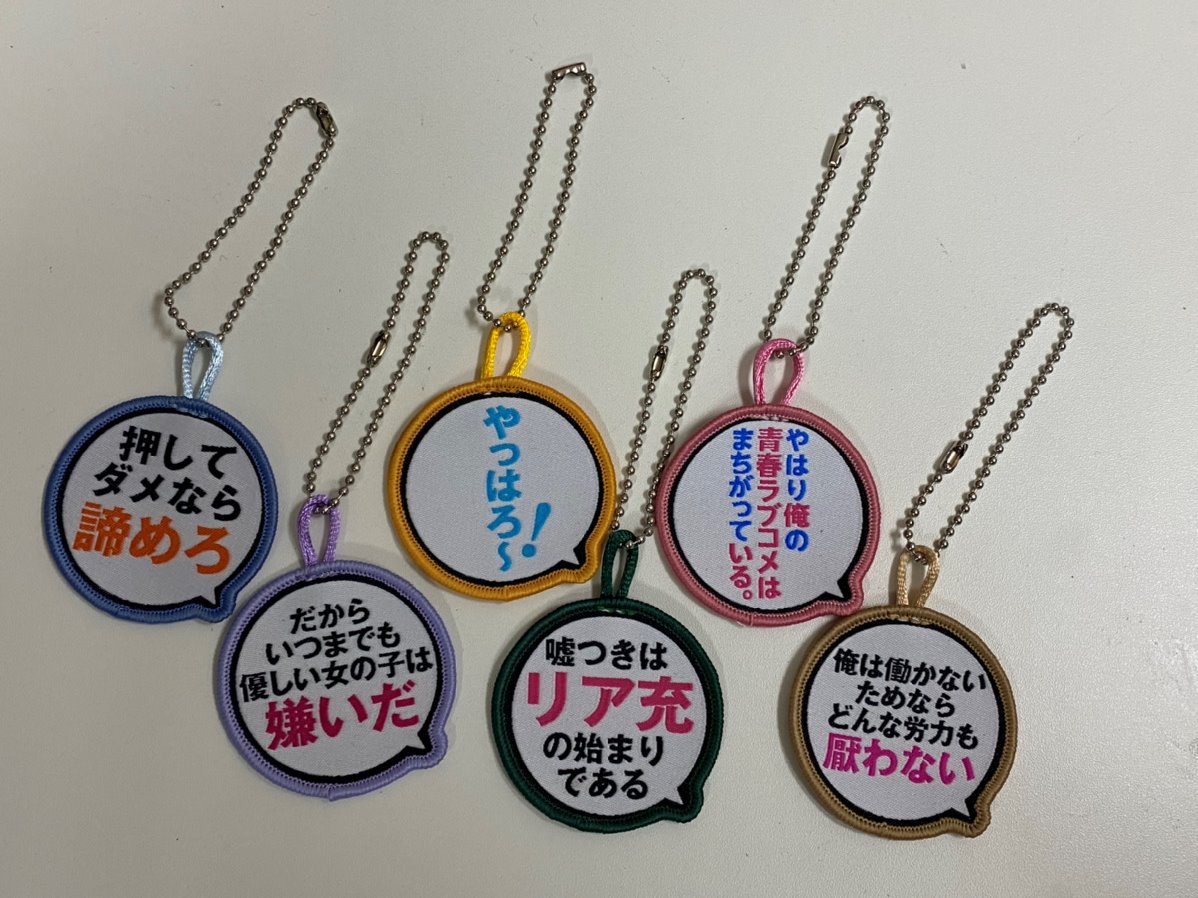 押して
ダメなら
諦めろ
だから
いつまでも
優しい女の子は
嫌いだ
やっはろ～!
嘘つきは
リア充
の始まり
である
やはり俺の
青春ラブコメは
まちがっている。
俺は働かない
ためなら
どんな労力も
厭わない